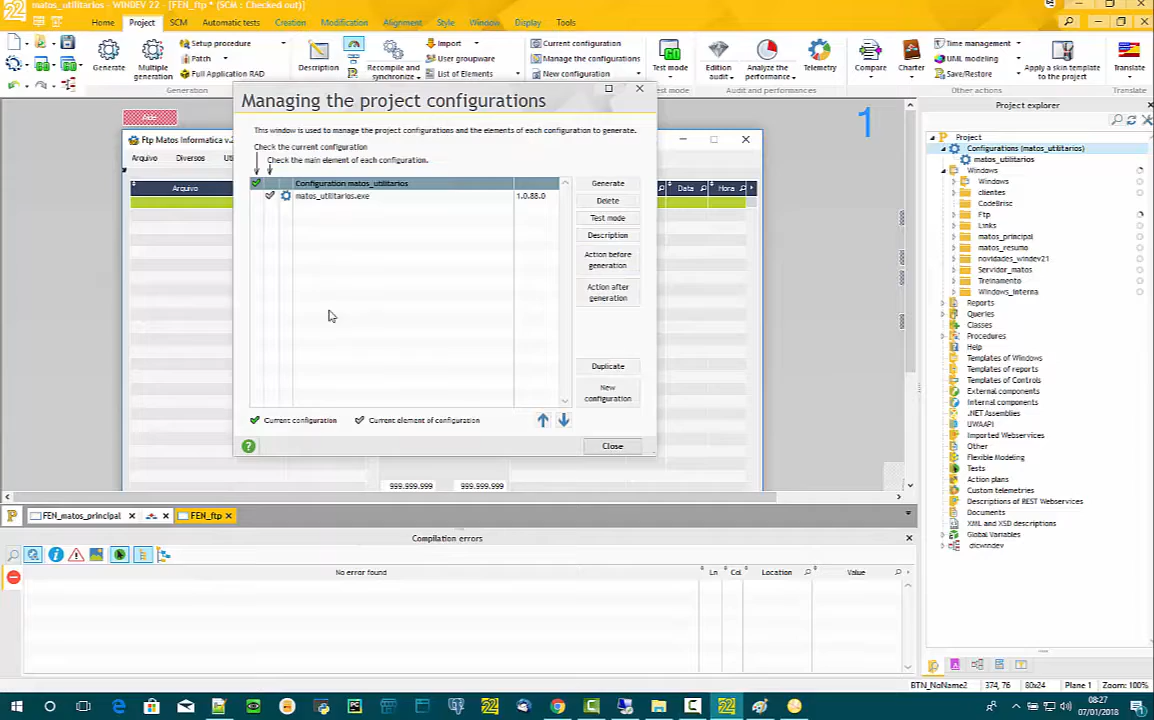 matos_utilitarios - WINDEV 22 - [FEN_ftp * (SCM : Checked out)]
22
Home Project SCM Automatic tests Creation Modification Alignment Style Window Display Tools
Generate
Multiple
generation
Setup procedure
Patch
Full Application RAD
Generation
Description
Recompile and
synchronize
Import
User groupware
List of Elements
Current configuration
Manage the configurations
New configuration
Test mode
Edition
audit
Analyze the
performance
Telemetry
Audit and performances
Compare
Charter
Time management
UML modeling
Save/Restore
Other actions
Apply a skin template
to the project
Translate
Translate
Ftp Matos Informatica v.
Arquivo Diversos
Arquivo
Data
Hora
1
999.999.999 999.999.999
Managing the project configurations
This window is used to manage the project configurations and the elements of each configuration to generate.
Check the current configuration
Check the main element of each configuration.
Configuration matos_utilitarios
matos_utilitarios.exe 1.0.88.0
Generate
Delete
Test mode
Description
Action before
generation
Action after
generation
Duplicate
New
configuration
Current configuration
Current element of configuration
Close
Project explorer
Project
Configurations (matos_utilitarios)
matos_utilitarios
Windows
Windows
clientes
CodeBrisc
Ftp
Links
matos_principal
matos_resumo
novidades_windev21
Servidor_matos
Treinamento
Windows_interna
Reports
Queries
Classes
Procedures
Help
Templates of Windows
Templates of reports
Templates of Controls
External components
Internal components
.NET Assemblies
UWAAPI
Imported Webservices
Other
Flexible Modeling
Tests
Action plans
Custom telemetries
Descriptions of REST Webservices
Documents
XML and XSD descriptions
Global Variables
.dicwndev
FEN_matos_principal
FEN_ftp
Compilation errors
No error found
Ln Col Location Value
BTN_NoName2 374, 76 80x24 Plane 1
08:27
07/01/2018